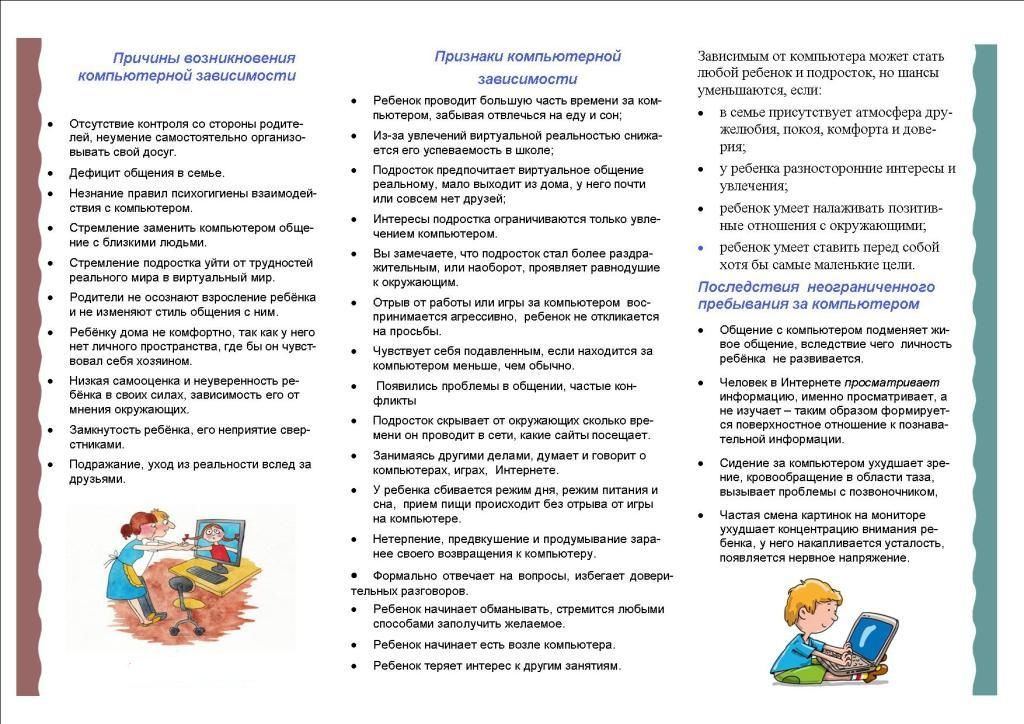 Причины возникновения
компьютерной зависимости
• Отсутствие контроля со стороны родите-
лей, неумение самостоятельно организо-
вывать свой досуг.
• Дефицит общения в семье.
• Незнание правил психогигиены взаимодей-
ствия с компьютером.
• Стремление заменить компьютером обще-
ние с близкими людьми.
• Стремление подростка уйти от трудностей
реального мира в виртуальный мир.
• Родители не осознают взросление ребёнка
и не изменяют стиль общения с ним.
• Ребёнку дома не комфортно, так как у него
нет личного пространства, где бы он чувст-
вовал себя хозяином.
• Низкая самооценка и неуверенность ре-
бёнка в своих силах, зависимость его от
мнения окружающих.
• Замкнутость ребёнка, его неприятие свер-
стниками.
• Подражание, уход из реальности вслед за
друзьями.
Признаки компьютерной
зависимости
• Ребенок проводит большую часть времени за ком-
пьютером, забывая отвлечься на еду и сон;
• Из-за увлечений виртуальной реальностью снижа-
ется его успеваемость в школе;
• Подросток предпочитает виртуальное общение
реальному, мало выходит из дома, у него почти
или совсем нет друзей;
• Интересы подростка ограничиваются только увле-
чением компьютером.
• Вы замечаете, что подросток стал более раздра-
жительным, или наоборот, проявляет равнодушие
к окружающим.
• Отрыв от работы или игры за компьютером вос-
принимается агрессивно, ребенок не откликается
на просьбы.
• Чувствует себя подавленным, если находится за
компьютером меньше, чем обычно.
• Появились проблемы в общении, частые кон-
фликты
• Подросток скрывает от окружающих сколько вре-
мени он проводит в сети, какие сайты посещает.
• Занимаясь другими делами, думает и говорит о
компьютерах, играх, Интернете.
• У ребенка сбивается режим дня, режим питания и
сна, прием пищи происходит без отрыва от игры
на компьютере.
• Нетерпение, предвкушение и продумывание зара-
нее своего возвращения к компьютеру.
• Формально отвечает на вопросы, избегает довери-
тельных разговоров.
• Ребенок начинает обманывать, стремится любыми
способами заполучить желаемое.
• Ребенок начинает есть возле компьютера.
• Ребенок теряет интерес к другим занятиям.
Зависимым от компьютера может стать
любой ребенок и подросток, но шансы
уменьшаются, если:
• в семье присутствует атмосфера дру-
желюбия, покоя, комфорта и дове-
рия;
• у ребенка разносторонние интересы и
увлечения;
• ребенок умеет налаживать позитив-
ные отношения с окружающими;
• ребенок умеет ставить перед собой
хотя бы самые маленькие цели.
Последствия неограниченного
пребывания за компьютером
• Общение с компьютером подменяет жи-
вое общение, вследствие чего личность
ребёнка не развивается.
• Человек в Интернете просматривает
информацию, именно просматривает, а
не изучает – таким образом формирует-
ся поверхностное отношение к познава-
тельной информации.
• Сидение за компьютером ухудшает зре-
ние, кровообращение в области таза,
вызывает проблемы с позвоночником,
• Частая смена картинок на мониторе
ухудшает концентрацию внимания ре-
бенка, у него накапливается усталость,
появляется нервное напряжение.